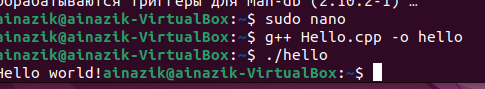 Обрабатываются триггеры для man-db (2.10.2-1) …
ainazik@ainazik-VirtualBox:~$ sudo nano
ainazik@ainazik-VirtualBox:~$ g++ Hello.cpp -o hello
ainazik@ainazik-VirtualBox:~$ ./hello
Hello world!ainazik@ainazik-VirtualBox:~$